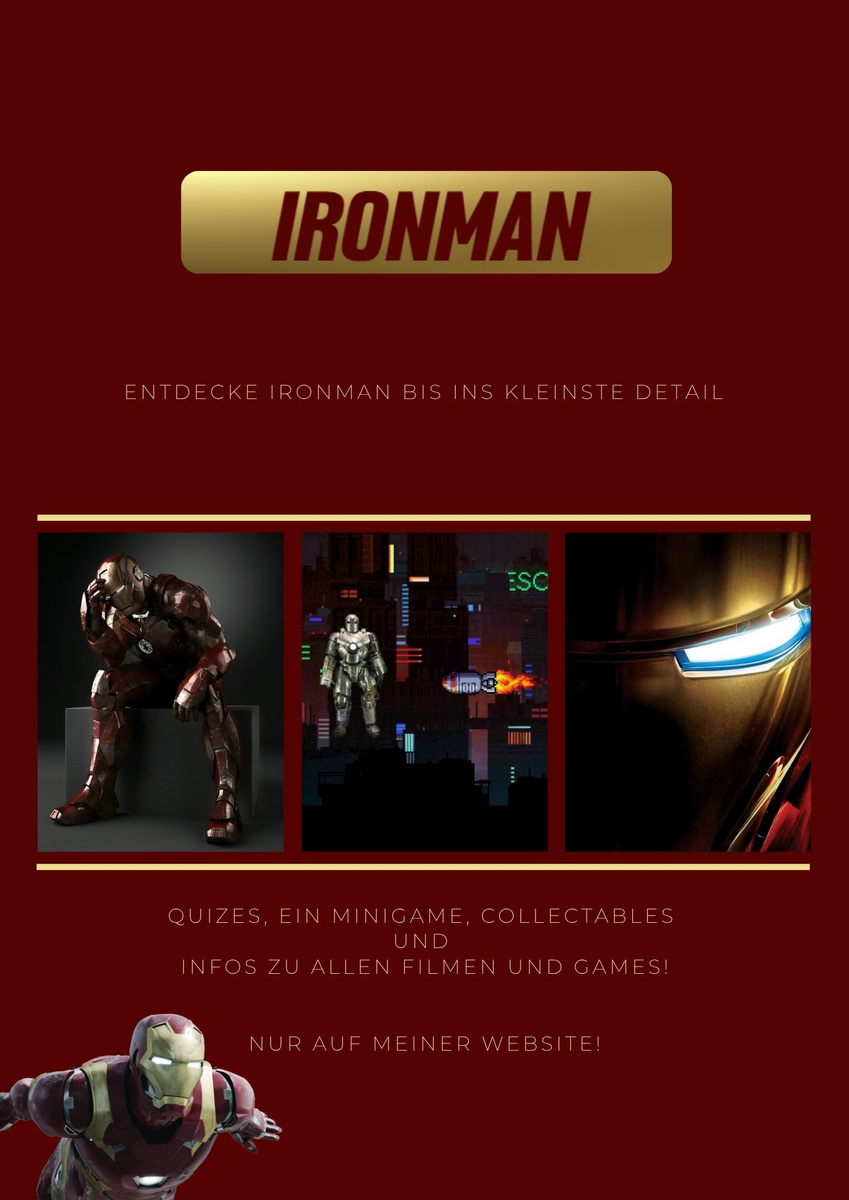 IRONMAN
ENTDECKE IRONMAN BIS INS KLEINSTE DETAIL
ESC
QUIZES, EIN MINIGAME, COLLECTABLES
UND
INFOS ZU ALLEN FILMEN UND GAMES!
NUR AUF MEINER WEBSITE!